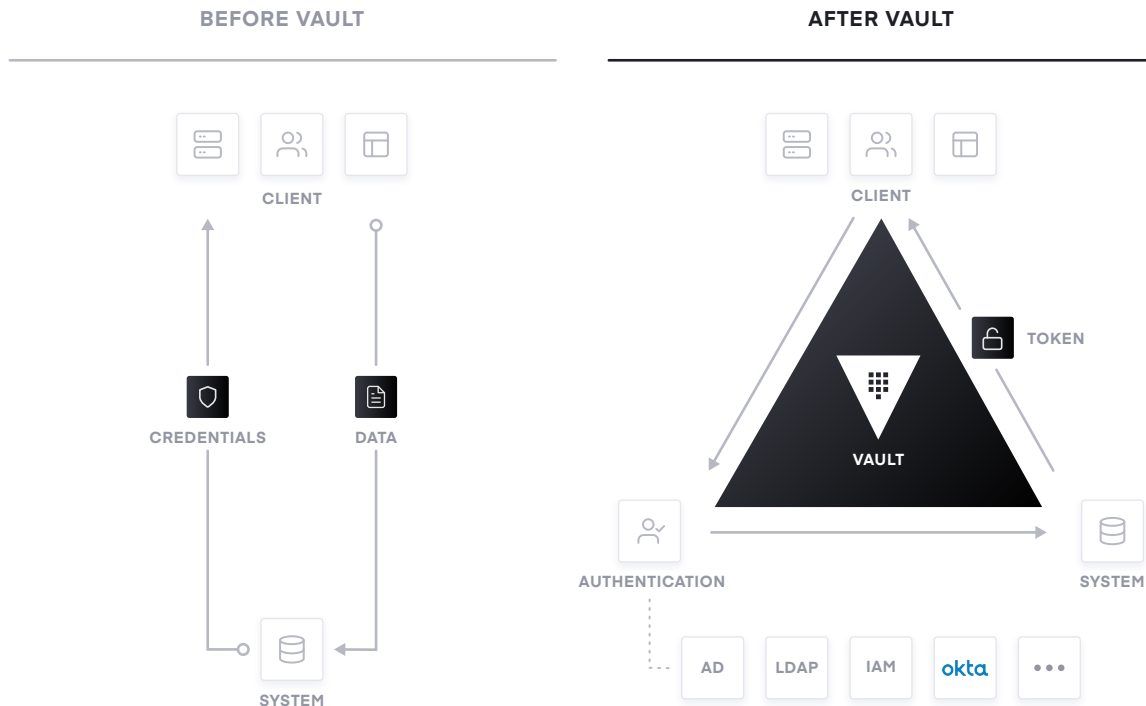 BEFORE VAULT
CLIENT
CREDENTIALS
DATA
SYSTEM
AFTER VAULT
CLIENT
TOKEN
VAULT
AUTHENTICATION
SYSTEM
AD
LDAP
IAM
okta